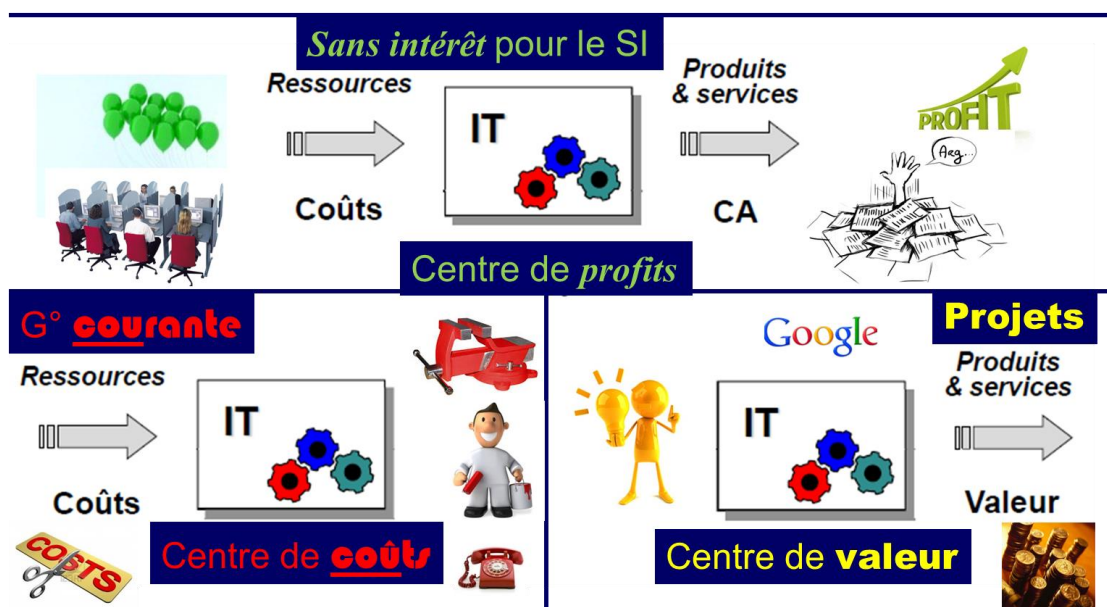 Sans intérêt pour le SI
Ressources
Coûts
IT
Produits
& services
CA
PROFIT
Arg...
Centre de profits
G° courante
Ressources
Coûts
IT
COSTS
Centre de coûts
Projets
Google
IT
Produits
& services
Valeur
Centre de valeur